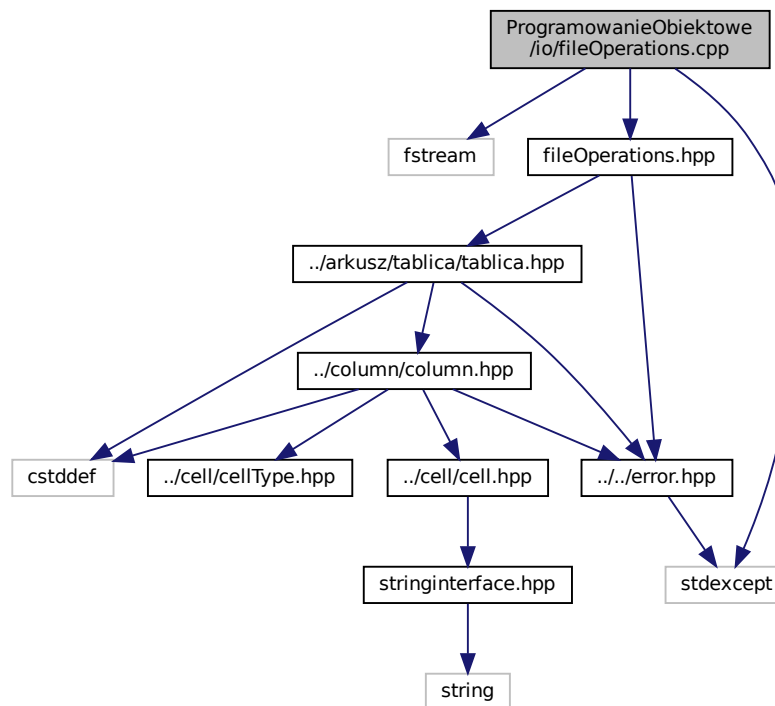 ProgramowanieObiektowe
/io/fileOperations.cpp
fstream
fileOperations.hpp
../arkusz/tablica/tablica.hpp
../column/column.hpp
cstddef
../cell/cellType.hpp
../cell/cell.hpp
../../error.hpp
stringinterface.hpp
stdexcept
string